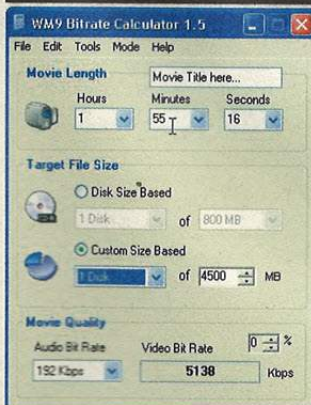 WM9 Bitrate Calculator 1.5
File Edit Tools Mode Help
Movie Length
Movie Title here...
Hours Minutes Seconds
1 55 16
Target File Size
Disk Size Based
1 Disk of 800 MB
Custom Size Based
1 Disk of 4500 MB
Movie Quality
0 %
Audio Bit Rate Video Bit Rate
192 Kbps 5138 Kbps